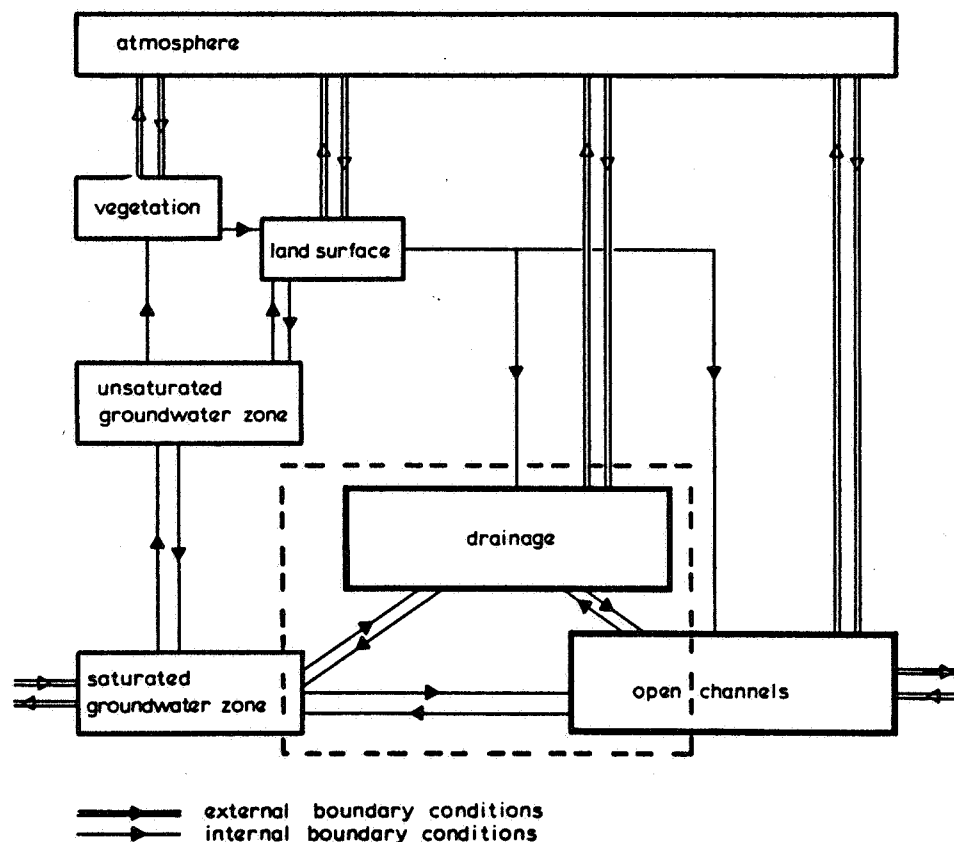 atmosphere
vegetation
land surface
unsaturated
groundwater zone
drainage
saturated
groundwater zone
open channels
external boundary conditions
internal boundary conditions